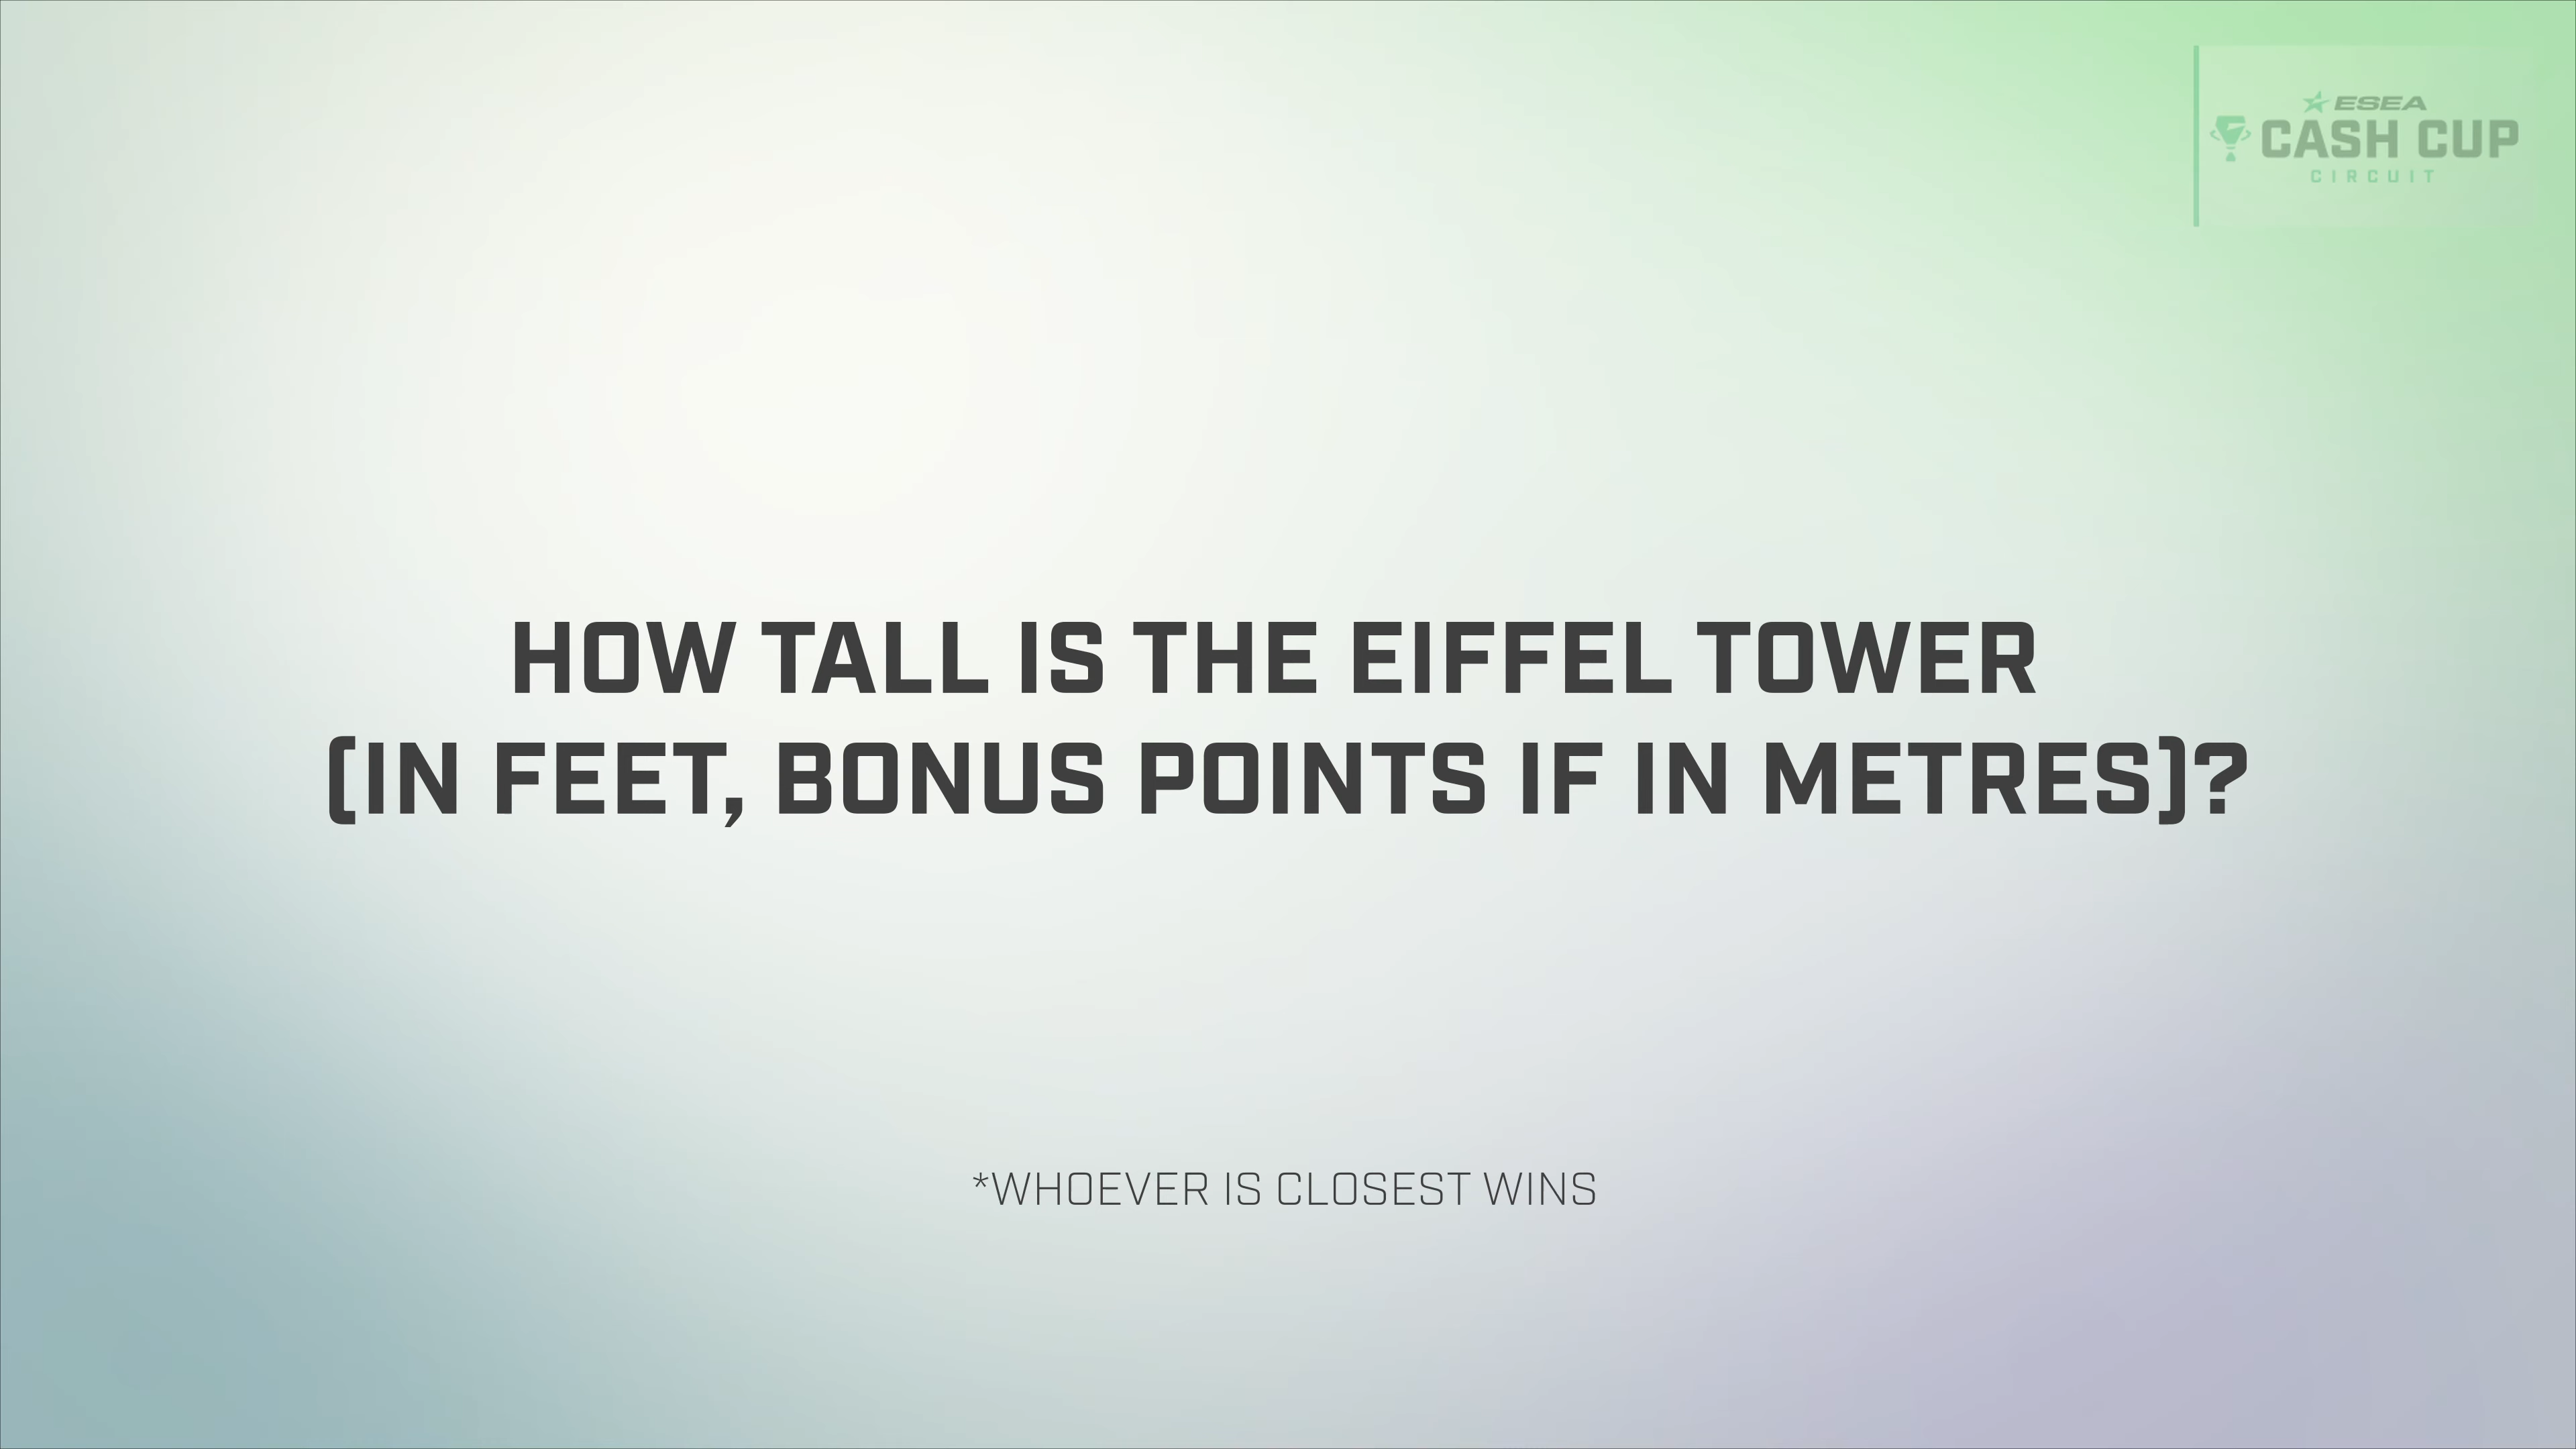 ESEA
CASH CUP
CIRCUIT
HOW TALL IS THE EIFFEL TOWER
(IN FEET, BONUS POINTS IF IN METRES)?
*WHOEVER IS CLOSEST WINS